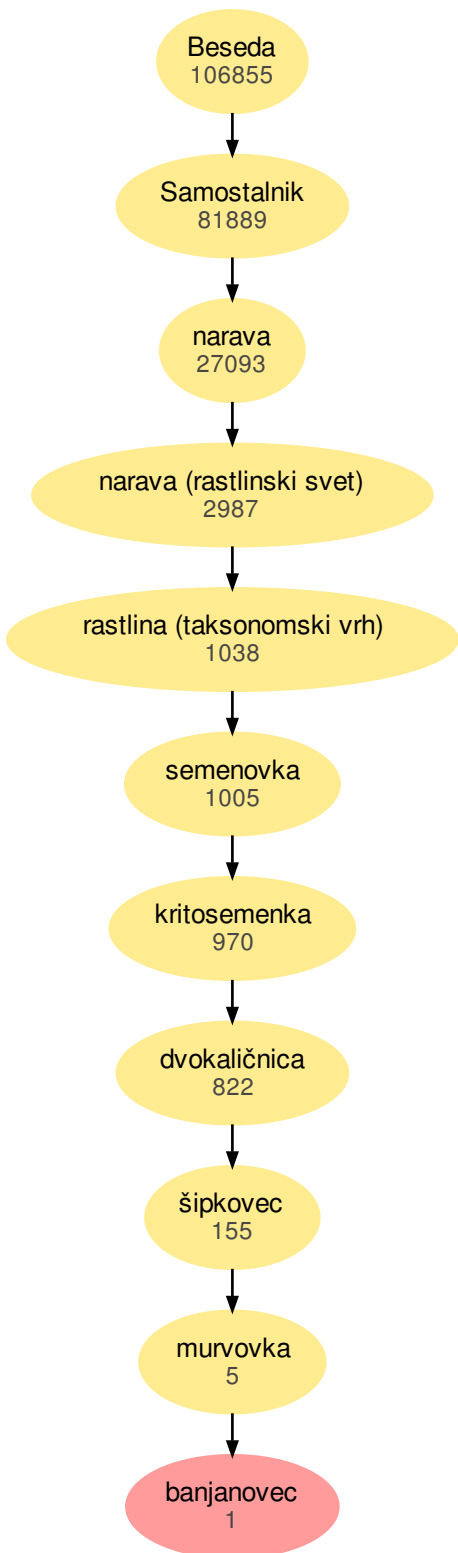 Beseda
106855
Samostalnik
81889
narava
27093
narava (rastlinski svet)
2987
rastlina (taksonomski vrh)
1038
semenovka
1005
kritosemenka
970
dvokaličnica
822
šipkovec
155
murvovka
5
banjanovec
1